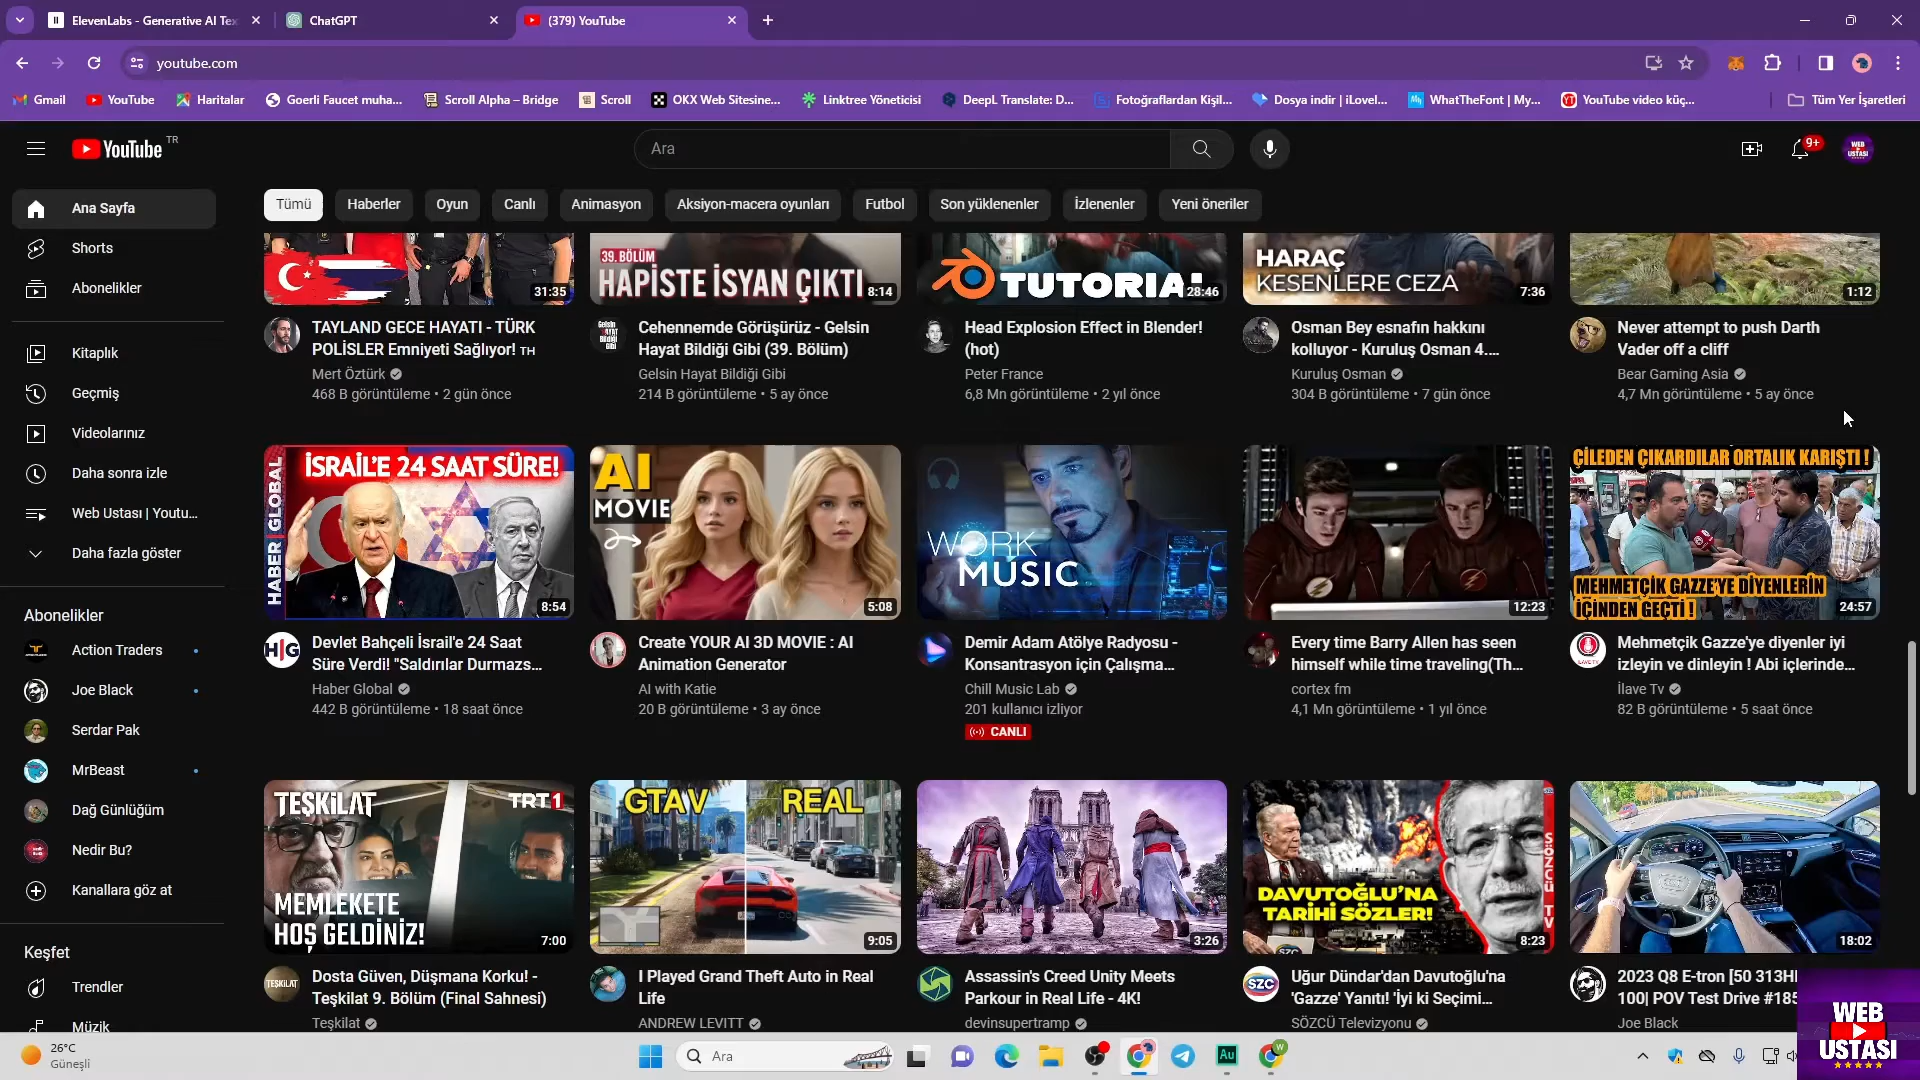 ElevenLabs - Generative AI Tex
ChatGPT
(379) YouTube
youtube.com
Gmail
YouTube
Haritalar
Goerli Faucet muha...
Scroll Alpha – Bridge
Scroll
OKX Web Sitesine...
Linktree Yöneticisi
DeepL Translate: D...
Fotoğraflardan Kişil...
Dosya indir | iLovel...
WhatTheFont | My...
YouTube video küç...
Tüm Yer İşaretleri
YouTube TR
Ara
9+
WEB USTASI
Ana Sayfa
Shorts
Abonelikler
Kitaplık
Geçmiş
Videolarınız
Daha sonra izle
Web Ustası | Youtu...
Daha fazla göster
Abonelikler
Action Traders
Joe Black
Serdar Pak
MrBeast
Dağ Günlüğüm
Nedir Bu?
Kanallara göz at
Keşfet
Trendler
Müzik
Tümü
Haberler
Oyun
Canlı
Animasyon
Aksiyon-macera oyunları
Futbol
Son yüklenenler
İzlenenler
Yeni öneriler
31:35
TAYLAND GECE HAYATI - TÜRK
POLİSLER Emniyeti Sağlıyor! TH
Mert Öztürk
468 B görüntüleme • 2 gün önce
39. BÖLÜM
HAPİSTE İSYAN ÇIKTI
8:14
Gelsin Hayat Bildiği Gibi
Cehennemde Görüşürüz - Gelsin
Hayat Bildiği Gibi (39. Bölüm)
Gelsin Hayat Bildiği Gibi
214 B görüntüleme • 5 ay önce
TUTORIAL
28:46
Head Explosion Effect in Blender!
(hot)
Peter France
6,8 Mn görüntüleme • 2 yıl önce
HARAÇ
KESENLERE CEZA
7:36
Osman Bey esnafın hakkını
kolluyor - Kuruluş Osman 4....
Kuruluş Osman
304 B görüntüleme • 7 gün önce
1:12
Never attempt to push Darth
Vader off a cliff
Bear Gaming Asia
4,7 Mn görüntüleme • 5 ay önce
HABER GLOBAL
İSRAİL'E 24 SAAT SÜRE!
8:54
H|G
Devlet Bahçeli İsrail'e 24 Saat
Süre Verdi! "Saldırılar Durmazs...
Haber Global
442 B görüntüleme • 18 saat önce
AI
MOVIE
5:08
Create YOUR AI 3D MOVIE : AI
Animation Generator
AI with Katie
20 B görüntüleme • 3 ay önce
WORK
MUSIC
Demir Adam Atölye Radyosu -
Konsantrasyon için Çalışma...
Chill Music Lab
201 kullanıcı izliyor
CANLI
12:23
Every time Barry Allen has seen
himself while time traveling(Th...
cortex fm
4,1 Mn görüntüleme • 1 yıl önce
ÇİLEDEN ÇIKARDILAR ORTALIK KARIŞTI !
MEHMETÇİK GAZZE'YE DİYENLERİN
İÇİNDEN GEÇTİ !
24:57
İLAVE TV
Mehmetçik Gazze'ye diyenler iyi
izleyin ve dinleyin ! Abi içlerinde...
İlave Tv
82 B görüntüleme • 5 saat önce
TEŞKİLAT
TRT1
MEMLEKETE
HOŞ GELDİNİZ!
7:00
TEŞKİLAT
Dosta Güven, Düşmana Korku! -
Teşkilat 9. Bölüm (Final Sahnesi)
Teşkilat
GTAV
REAL
9:05
I Played Grand Theft Auto in Real
Life
ANDREW LEVITT
3:26
Assassin's Creed Unity Meets
Parkour in Real Life - 4K!
devinsupertramp
DAVUTOĞLU'NA
TARİHİ SÖZLER!
SZC
SÖZCÜ TV
8:23
SZC
Uğur Dündar'dan Davutoğlu'na
'Gazze' Yanıtı! 'İyi ki Seçimi...
SÖZCÜ Televizyonu
18:02
2023 Q8 E-tron [50 313H
100| POV Test Drive #185
Joe Black
WEB
USTASI
26°C
Güneşli
Ara
Au
W